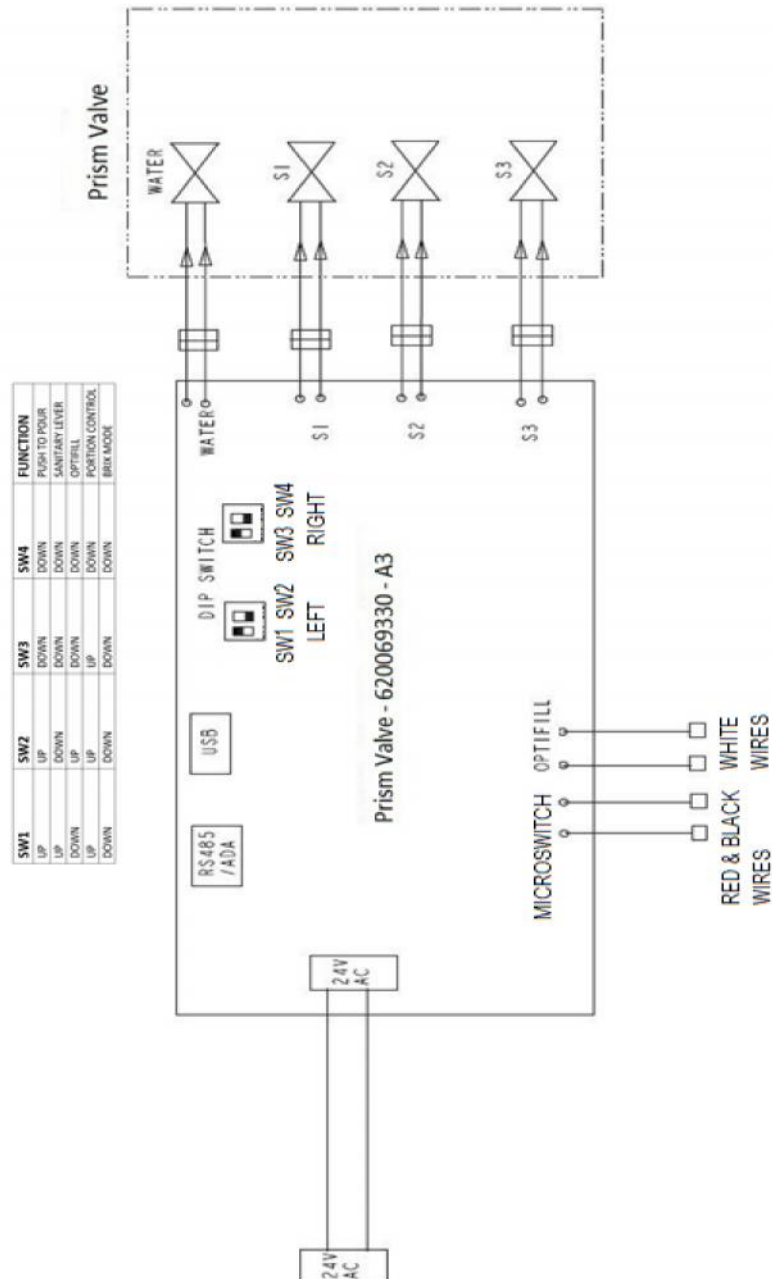 SW1 SW2 SW3 SW4 FUNCTION
UP UP DOWN DOWN PUSH TO POUR
UP DOWN DOWN DOWN SANITARY LEVER
DOWN UP DOWN DOWN OPTIFILL
UP UP UP DOWN PORTION CONTROL
DOWN DOWN DOWN DOWN BRIX MODE
Prism Valve
WATER
S1
S2
S3
WATER
S1
S2
S3
DIP SWITCH
SW1 SW2
LEFT
SW3 SW4
RIGHT
USB
RS485
/ADA
Prism Valve - 620069330 - A3
24V
AC
24V
AC
MICROSWITCH
OPTIFILL
RED & BLACK
WIRES
WHITE
WIRES